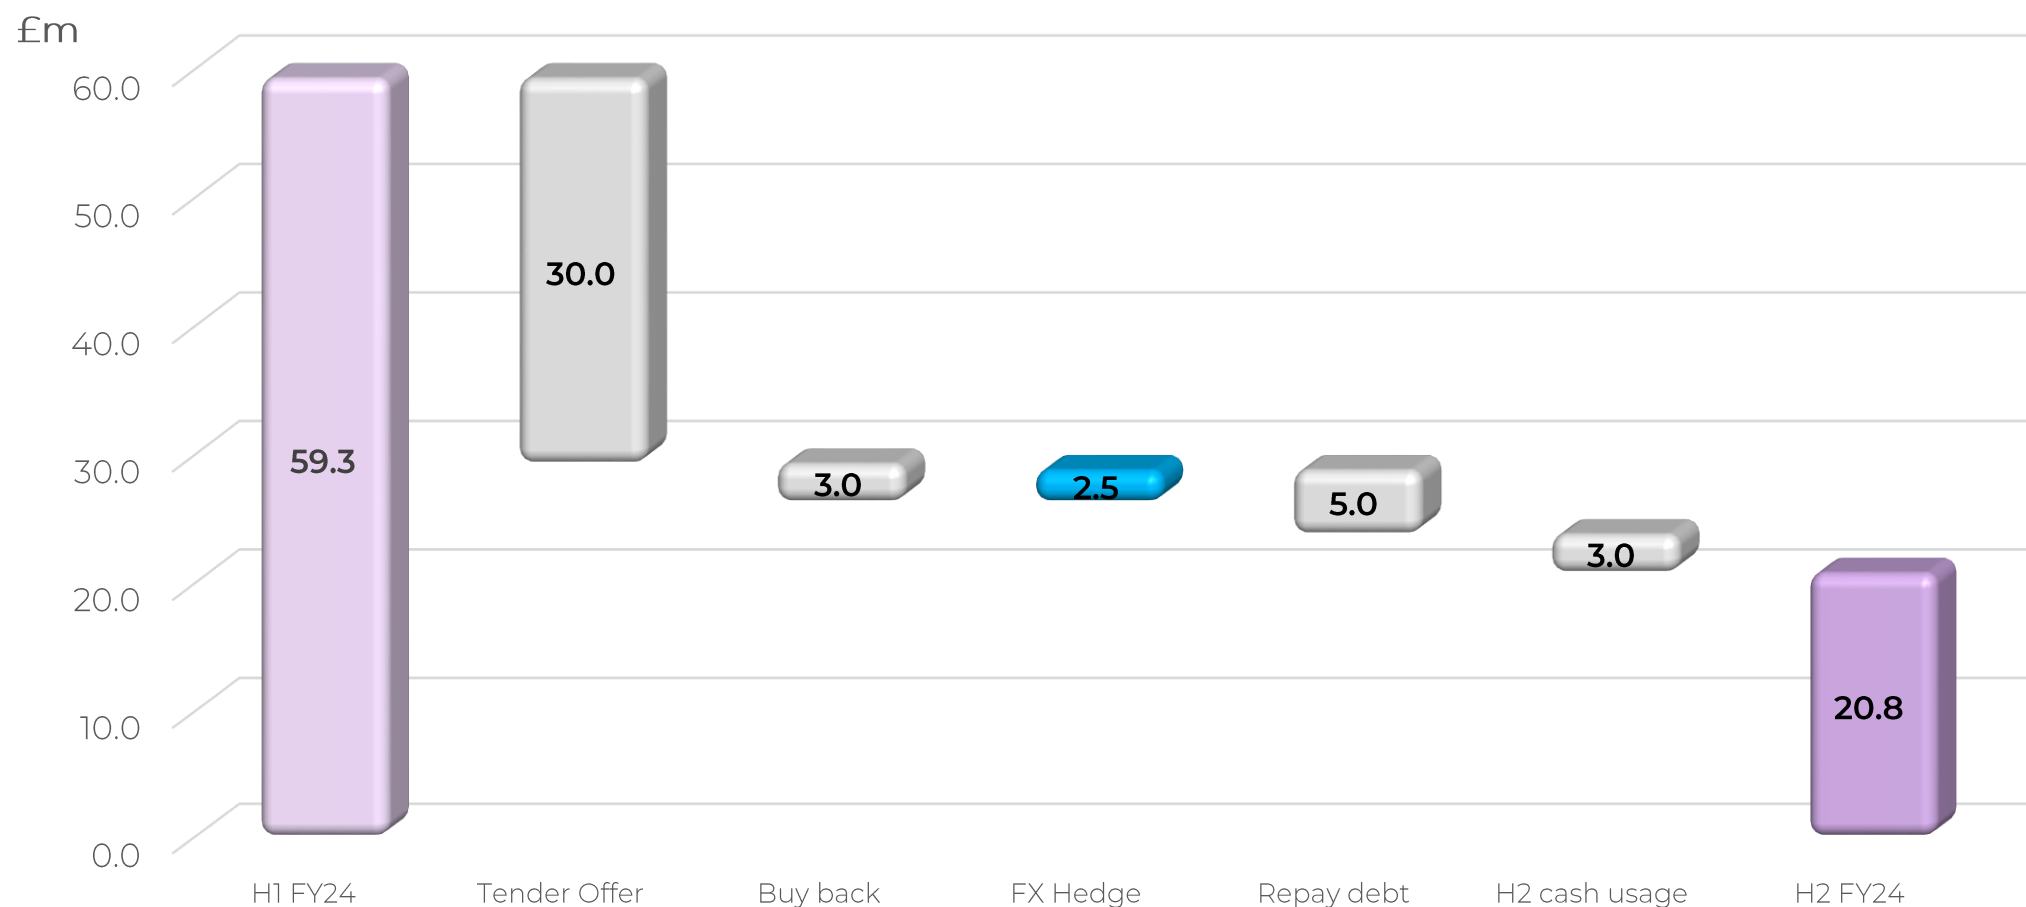 £m
60.0
50.0
40.0
30.0
20.0
10.0
0.0
59.3
30.0
3.0
2.5
5.0
3.0
20.8
H1 FY24
Tender Offer
Buy back
FX Hedge
Repay debt
H2 cash usage
H2 FY24